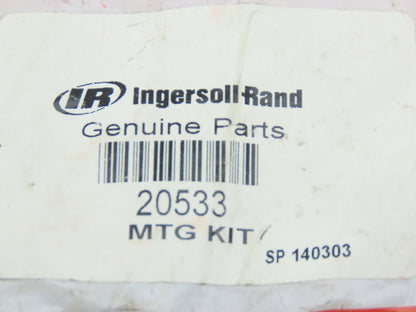 IR Ingersoll-Rand
Genuine Parts
20533
MTG KIT
SP 140303